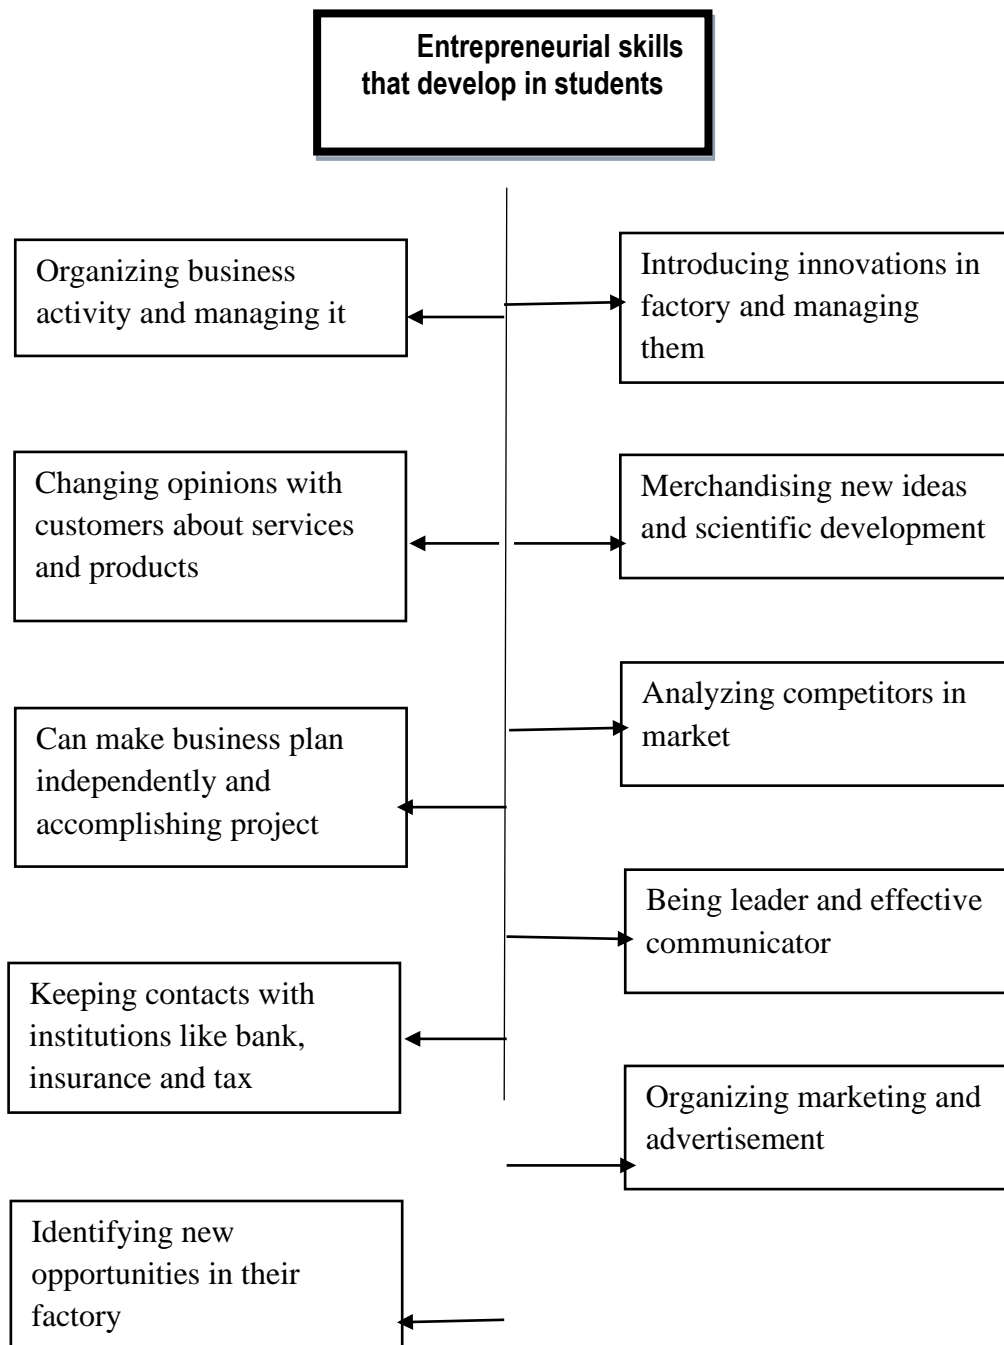 Entrepreneurial skills
that develop in students
Organizing business
activity and managing it
Introducing innovations in
factory and managing
them
Changing opinions with
customers about services
and products
Merchandising new ideas
and scientific development
Can make business plan
independently and
accomplishing project
Analyzing competitors in
market
Being leader and effective
communicator
Keeping contacts with
institutions like bank,
insurance and tax
Organizing marketing and
advertisement
Identifying new
opportunities in their
factory